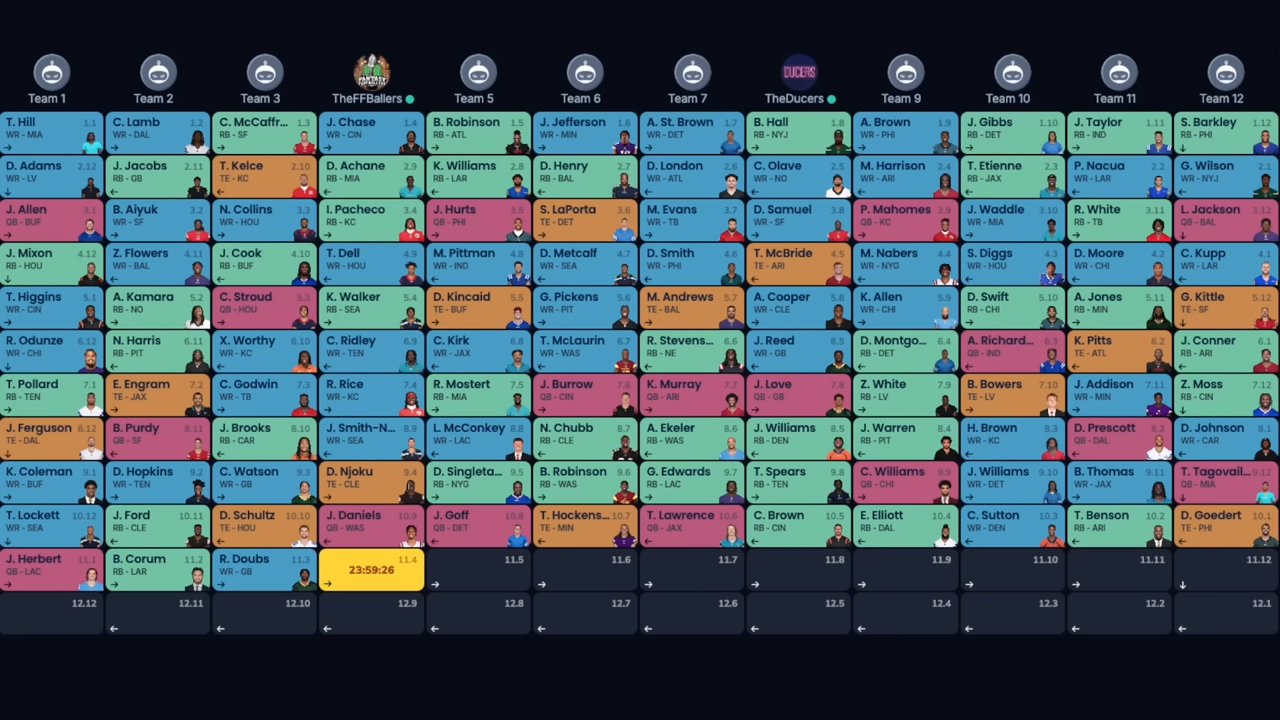 FANTASY
DUCERS
Team 1 Team 2 Team 3 TheFFBallers Team 5 Team 6 Team 7 TheDucers Team 9 Team 10 Team 11 Team 12
T. Hill 1.1 C. Lamb 1.2 C. McCaffr... 1.3 J. Chase 1.4 B. Robinson 1.5 J. Jefferson 1.6 A. St. Brown 1.7 B. Hall 1.8 A. Brown 1.9 J. Gibbs 1.10 J. Taylor 1.11 S. Barkley 1.12
WR - MIA WR - DAL RB - SF WR - CIN RB - ATL WR - MIN WR - DET RB - NYJ WR - PHI RB - DET RB - IND RB - PHI
D. Adams 2.12 J. Jacobs 2.11 T. Kelce 2.10 D. Achane 2.9 K. Williams 2.8 D. Henry 2.7 D. London 2.6 C. Olave 2.5 M. Harrison 2.4 T. Etienne 2.3 P. Nacua 2.2 G. Wilson 2.1
WR - LV RB - GB TE - KC RB - MIA RB - LAR RB - BAL WR - ATL WR - NO WR - ARI RB - JAX WR - LAR WR - NYJ
J. Allen 3.1 B. Aiyuk 3.2 N. Collins 3.3 I. Pacheco 3.4 J. Hurts 3.5 S. LaPorta 3.6 M. Evans 3.7 D. Samuel 3.8 P. Mahomes 3.9 J. Waddle 3.10 R. White 3.11 L. Jackson 3.12
QB - BUF WR - SF WR - HOU RB - KC QB - PHI TE - DET WR - TB WR - SF QB - KC WR - MIA RB - TB QB - BAL
J. Mixon 4.12 Z. Flowers 4.11 J. Cook 4.10 T. Dell 4.9 M. Pittman 4.8 D. Metcalf 4.7 D. Smith 4.6 T. McBride 4.5 M. Nabers 4.4 S. Diggs 4.3 D. Moore 4.2 C. Kupp 4.1
RB - HOU WR - BAL RB - BUF WR - HOU WR - IND WR - SEA WR - PHI TE - ARI WR - NYG WR - HOU WR - CHI WR - LAR
T. Higgins 5.1 A. Kamara 5.2 C. Stroud 5.3 K. Walker 5.4 D. Kincaid 5.5 G. Pickens 5.6 M. Andrews 5.7 A. Cooper 5.8 K. Allen 5.9 D. Swift 5.10 A. Jones 5.11 G. Kittle 5.12
WR - CIN RB - NO QB - HOU RB - SEA TE - BUF WR - PIT TE - BAL WR - CLE WR - CHI RB - CHI RB - MIN TE - SF
R. Odunze 6.12 N. Harris 6.11 X. Worthy 6.10 C. Ridley 6.9 C. Kirk 6.8 T. McLaurin 6.7 R. Stevens... 6.6 J. Reed 6.5 D. Montgo... 6.4 A. Richard... 6.3 K. Pitts 6.2 J. Conner 6.1
WR - CHI RB - PIT WR - KC WR - TEN WR - JAX WR - WAS RB - NE WR - GB RB - DET QB - IND TE - ATL RB - ARI
T. Pollard 7.1 E. Engram 7.2 C. Godwin 7.3 R. Rice 7.4 R. Mostert 7.5 J. Burrow 7.6 K. Murray 7.7 J. Love 7.8 Z. White 7.9 B. Bowers 7.10 J. Addison 7.11 Z. Moss 7.12
RB - TEN TE - JAX WR - TB WR - KC RB - MIA QB - CIN QB - ARI QB - GB RB - LV TE - LV WR - MIN RB - CIN
J. Ferguson 8.12 B. Purdy 8.11 J. Brooks 8.10 J. Smith-N... 8.9 L. McConkey 8.8 N. Chubb 8.7 A. Ekeler 8.6 J. Williams 8.5 J. Warren 8.4 H. Brown 8.3 D. Prescott 8.2 D. Johnson 8.1
TE - DAL QB - SF RB - CAR WR - SEA WR - LAC RB - CLE RB - WAS RB - DEN RB - PIT WR - KC QB - DAL WR - CAR
K. Coleman 9.1 D. Hopkins 9.2 C. Watson 9.3 D. Njoku 9.4 D. Singleta... 9.5 B. Robinson 9.6 G. Edwards 9.7 T. Spears 9.8 C. Williams 9.9 J. Williams 9.10 B. Thomas 9.11 T. Tagovail... 9.12
WR - BUF WR - TEN WR - GB TE - CLE RB - NYG RB - WAS RB - LAC RB - TEN QB - CHI WR - DET WR - JAX QB - MIA
T. Lockett 10.12 J. Ford 10.11 D. Schultz 10.10 J. Daniels 10.9 J. Goff 10.8 T. Hockens... 10.7 T. Lawrence 10.6 C. Brown 10.5 E. Elliott 10.4 C. Sutton 10.3 T. Benson 10.2 D. Goedert 10.1
WR - SEA RB - CLE TE - HOU QB - WAS QB - DET TE - MIN QB - JAX RB - CIN RB - DAL WR - DEN RB - ARI TE - PHI
J. Herbert 11.1 B. Corum 11.2 R. Doubs 11.3 11.4 11.5 11.6 11.7 11.8 11.9 11.10 11.11 11.12
QB - LAC RB - LAR WR - GB 23:59:26
12.12 12.11 12.10 12.9 12.8 12.7 12.6 12.5 12.4 12.3 12.2 12.1